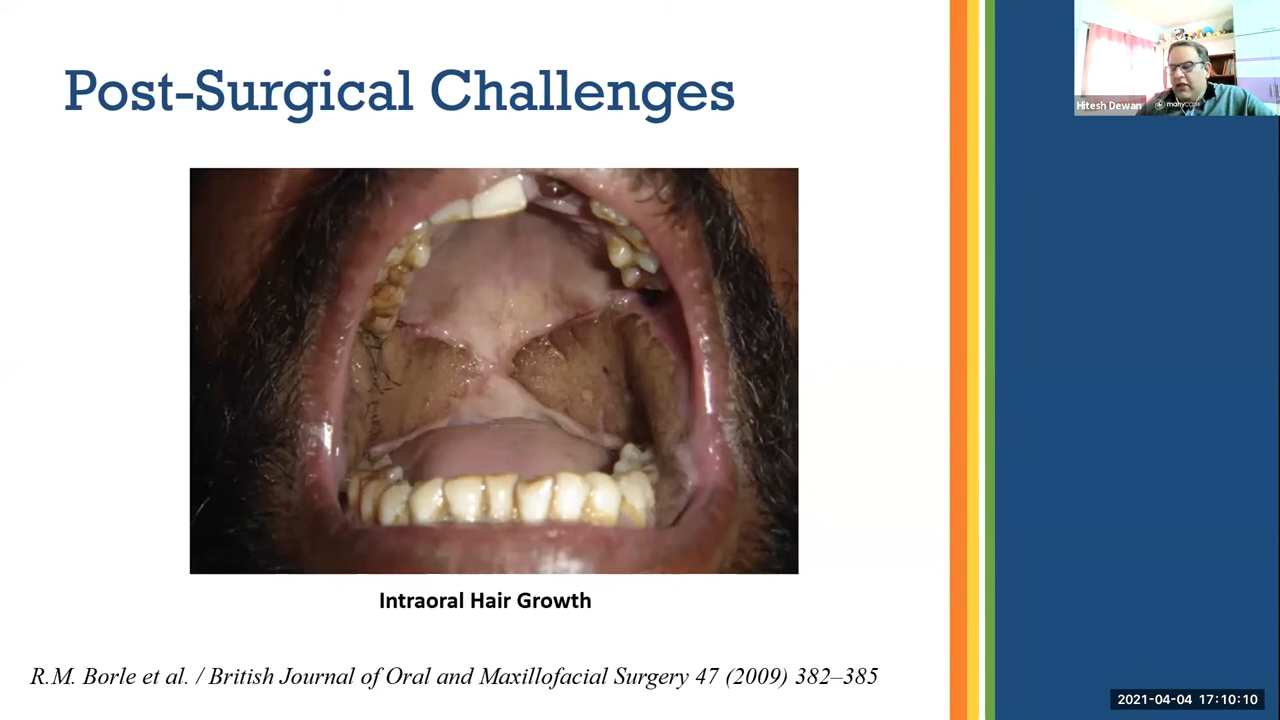 Post-Surgical Challenges
Hitesh Dewan
Intraoral Hair Growth
R.M. Borle et al. / British Journal of Oral and Maxillofacial Surgery 47 (2009) 382–385
2021-04-04 17:10:10